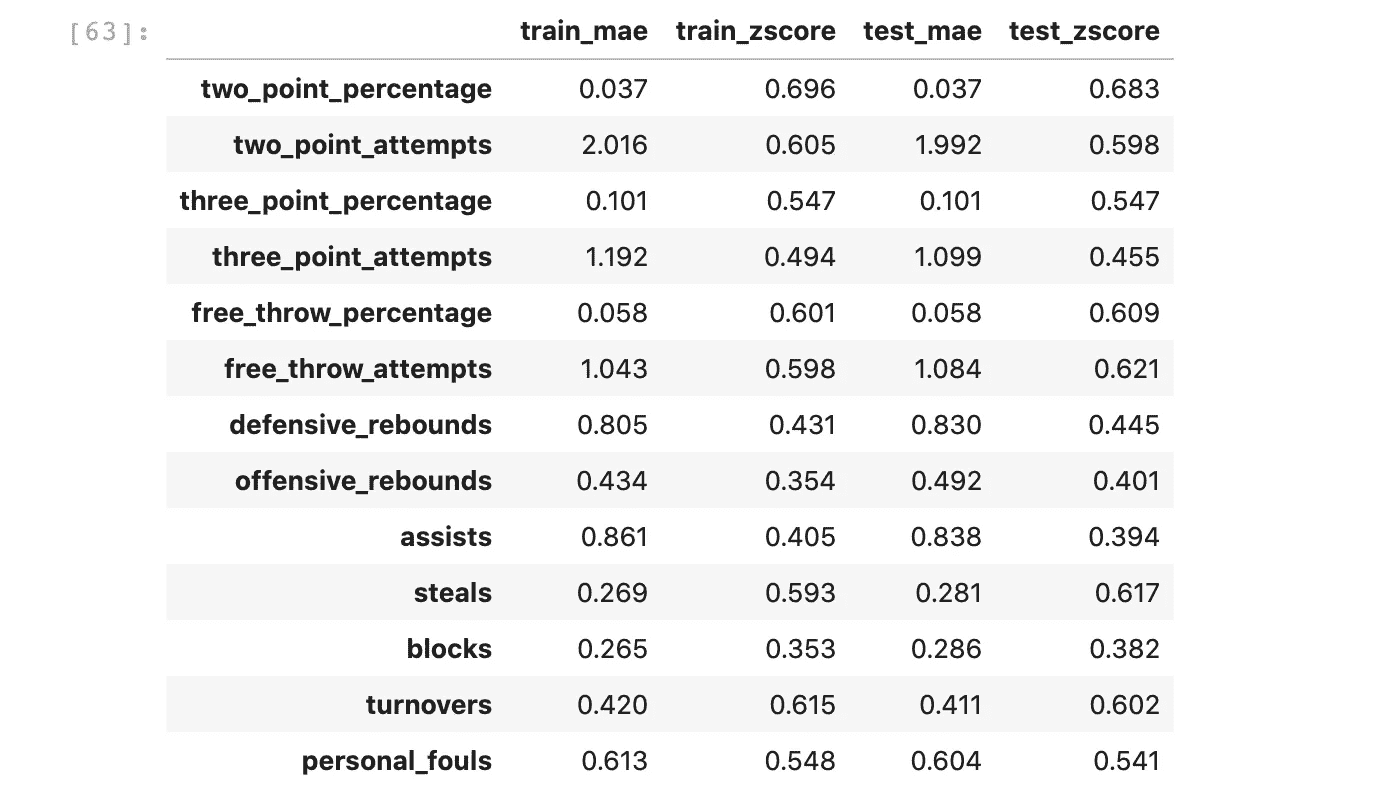 [63]: train_mae train_zscore test_mae test_zscore
two_point_percentage 0.037 0.696 0.037 0.683
two_point_attempts 2.016 0.605 1.992 0.598
three_point_percentage 0.101 0.547 0.101 0.547
three_point_attempts 1.192 0.494 1.099 0.455
free_throw_percentage 0.058 0.601 0.058 0.609
free_throw_attempts 1.043 0.598 1.084 0.621
defensive_rebounds 0.805 0.431 0.830 0.445
offensive_rebounds 0.434 0.354 0.492 0.401
assists 0.861 0.405 0.838 0.394
steals 0.269 0.593 0.281 0.617
blocks 0.265 0.353 0.286 0.382
turnovers 0.420 0.615 0.411 0.602
personal_fouls 0.613 0.548 0.604 0.541